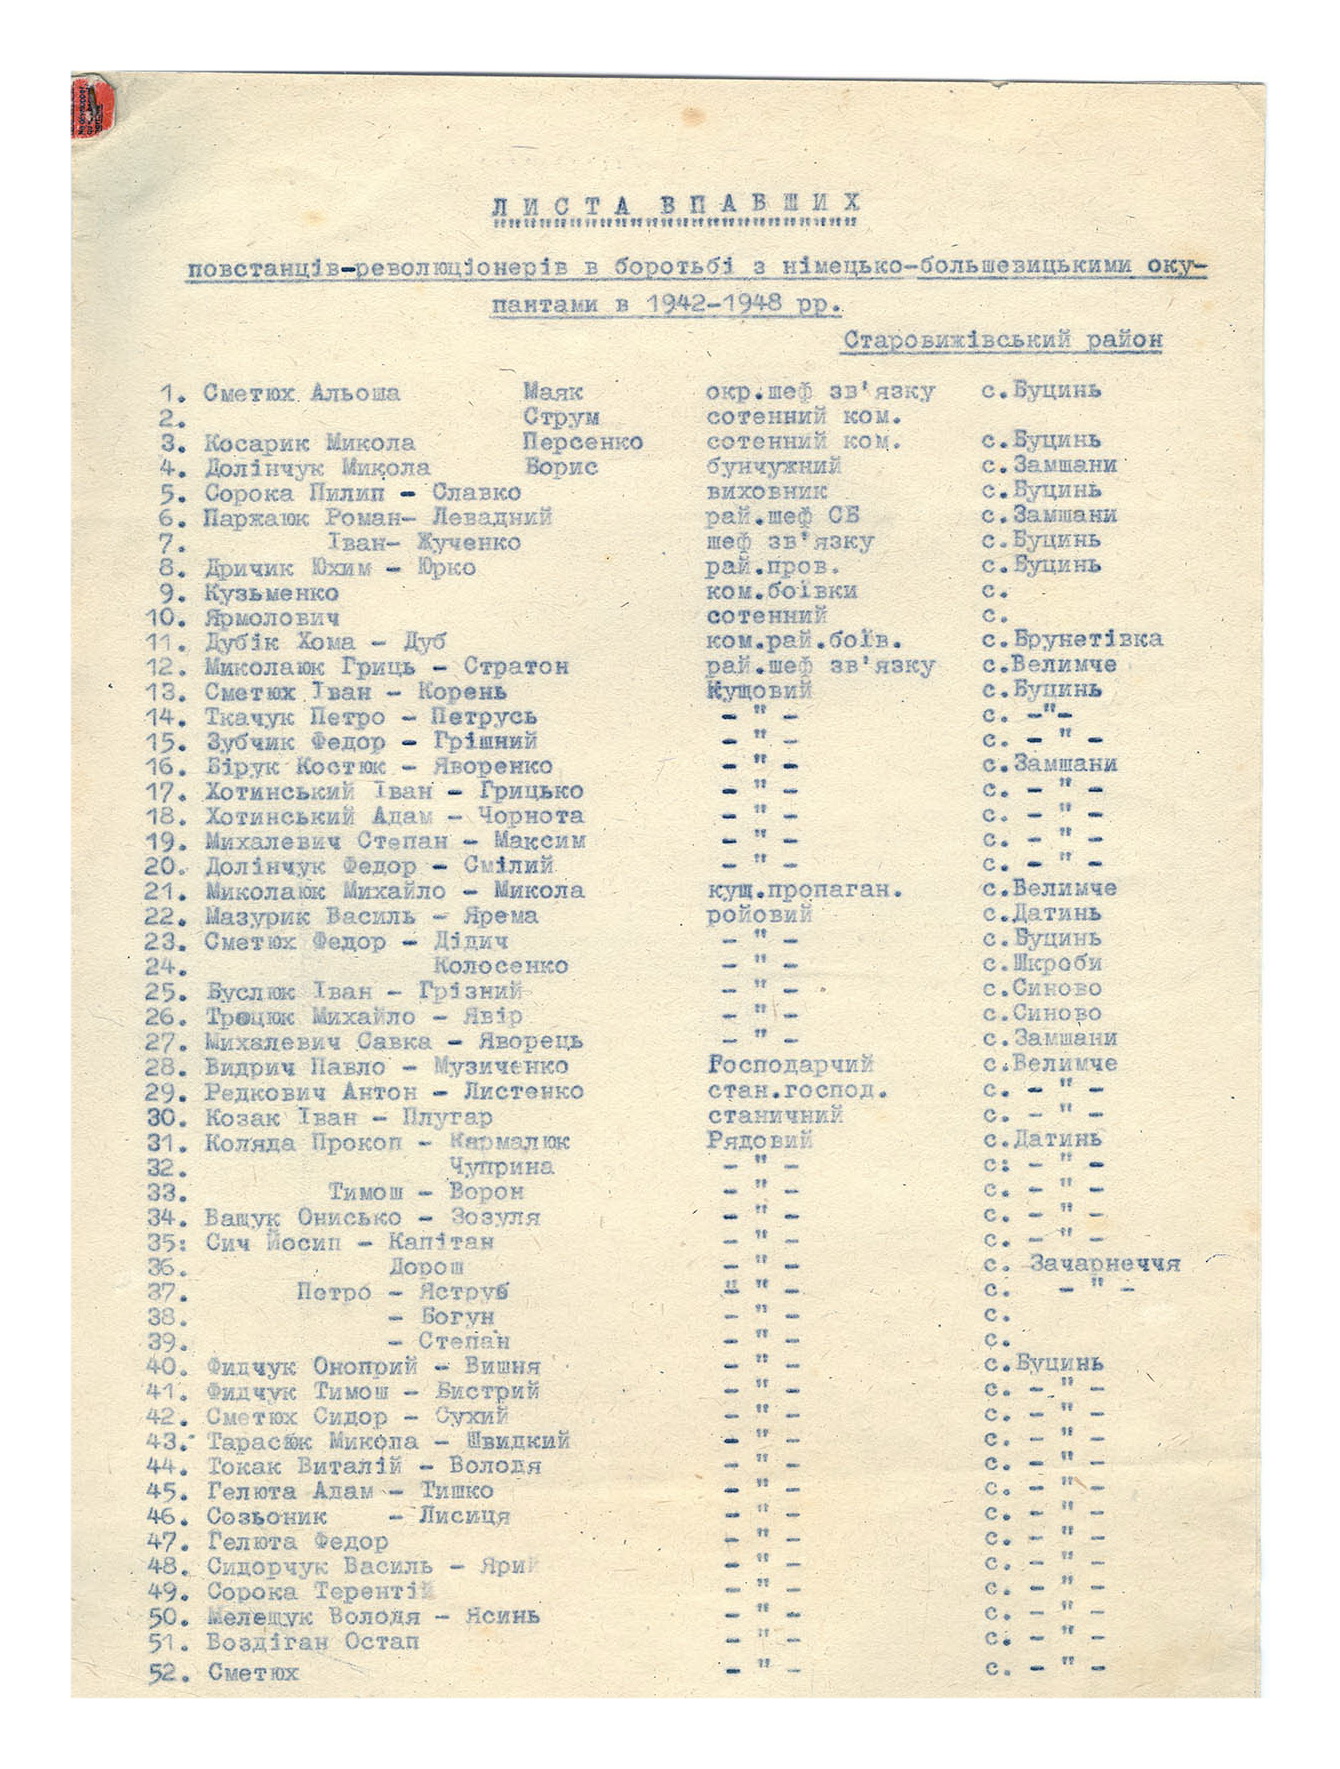 ЛИСТА ВПАВШИХ
повстанців-революціонерів в боротьбі з німецько-большевицькими оку-
пантами в 1942-1948 рр.
Старовижівський район
1. Сметюх Альоша Маяк окр.шеф зв'язку с.Буцинь
2. Струм сотенний ком.
3. Косарик Микола Персенко сотенний ком. с.Буцинь
4. Долінчук Микола Борис бунчужний с.Замшани
5. Сорока Пилип - Славко виховник с.Буцинь
6. Паржаюк Роман- Левадний рай.шеф СБ с.Замшани
7. Іван- Жученко шеф зв'язку с.Буцинь
8. Дричик Юхим - Юрко рай.пров. с.Буцинь
9. Кузьменко ком.боївки с.
10. Ярмолович сотенний с.
11. Дубік Хома - Дуб ком.рай.боїв. с.Брунетівка
12. Миколаюк Гриць - Стратон рай.шеф зв'язку с.Велимче
13. Сметюх Іван - Корень Кущовий с.Буцинь
14. Ткачук Петро - Петрусь - " - с. -"-
15. Зубчик Федор - Грішний - " - с. - " -
16. Бірук Костюк - Яворенко - " - с.Замшани
17. Хотинський Іван - Грицько - " - с. - " -
18. Хотинський Адам - Чорнота - " - с. - " -
19. Михалевич Степан - Максим - " - с. - " -
20. Долінчук Федор - Смілий - " - с. - " -
21. Миколаюк Михайло - Микола кущ.пропаган. с.Велимче
22. Мазурик Василь - Ярема ройовий с.Датинь
23. Сметюх Федор - Дідич - " - с.Буцинь
24. Колосенко - " - с.Шкроби
25. Буслюк Іван - Грізний - " - с.Синово
26. Троцюк Михайло - Явір - " - с.Синово
27. Михалевич Савка - Яворець - " - с.Замшани
28. Видрич Павло - Музиченко Господарчий с.Велимче
29. Редкович Антон - Листенко стан.господ. с. - " -
30. Козак Іван - Плугар станичний с. - " -
31. Коляда Прокоп - Кармалюк Рядовий с.Датинь
32. Чуприна - " - с: - " -
33. Тимош - Ворон - " - с. - " -
34. Ващук Онисько - Зозуля - " - с. - " -
35: Сич Йосип - Капітан - " - с. - " -
36. Дорош - " - с. Зачарнеччя
37. Петро - Яструб " " - с. - " -
38. - Богун - " - с.
39. - Степан - " - с.
40. Фидчук Оноприй - Вишня - " - с.Буцинь
41. Фидчук Тимош - Бистрий - " - с. - " -
42. Сметюх Сидор - Сухий - " - с. - " -
43. Тарасюк Микола - Швидкий - " - с. - " -
44. Токак Виталій - Володя - " - с. - " -
45. Гелюта Адам - Тишко - " - с. - " -
46. Созьоник - Лисиця - " - с. - " -
47. Гелюта Федор - " - с. - " -
48. Сидорчук Василь - Ярий - " - с. - " -
49. Сорока Терентій - " - с. - " -
50. Мелещук Володя - Ясинь - " - с. - " -
51. Воздіган Остап - " - с. - " -
52. Сметюх - " - с. - " -